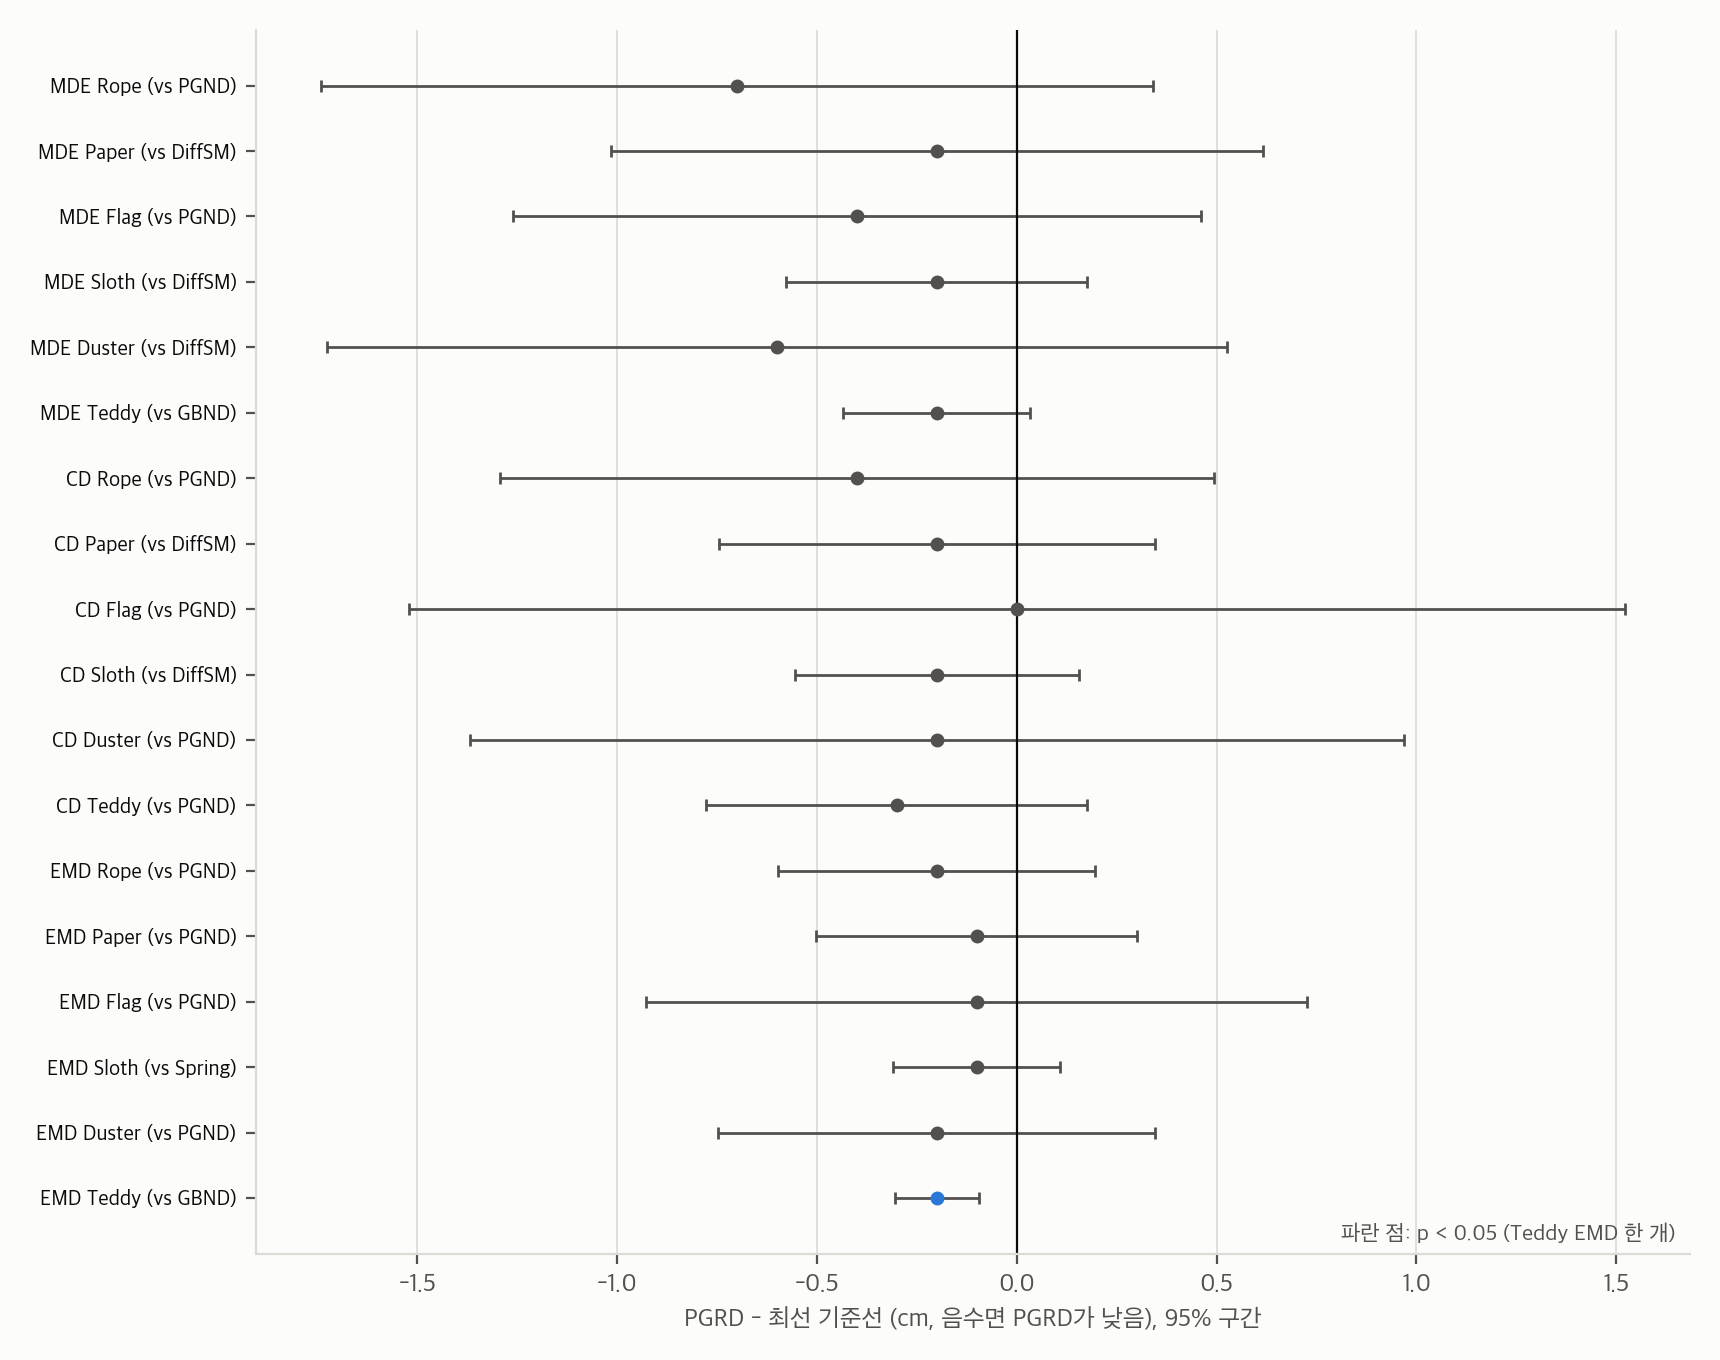 MDE Rope (vs PGND)
MDE Paper (vs DiffSM)
MDE Flag (vs PGND)
MDE Sloth (vs DiffSM)
MDE Duster (vs DiffSM)
MDE Teddy (vs GBND)
CD Rope (vs PGND)
CD Paper (vs DiffSM)
CD Flag (vs PGND)
CD Sloth (vs DiffSM)
CD Duster (vs PGND)
CD Teddy (vs PGND)
EMD Rope (vs PGND)
EMD Paper (vs PGND)
EMD Flag (vs PGND)
EMD Sloth (vs Spring)
EMD Duster (vs PGND)
EMD Teddy (vs GBND)
파란 점: p < 0.05 (Teddy EMD 한 개)
−1.5 −1.0 −0.5 0.0 0.5 1.0 1.5
PGRD − 최선 기준선 (cm, 음수면 PGRD가 낮음), 95% 구간